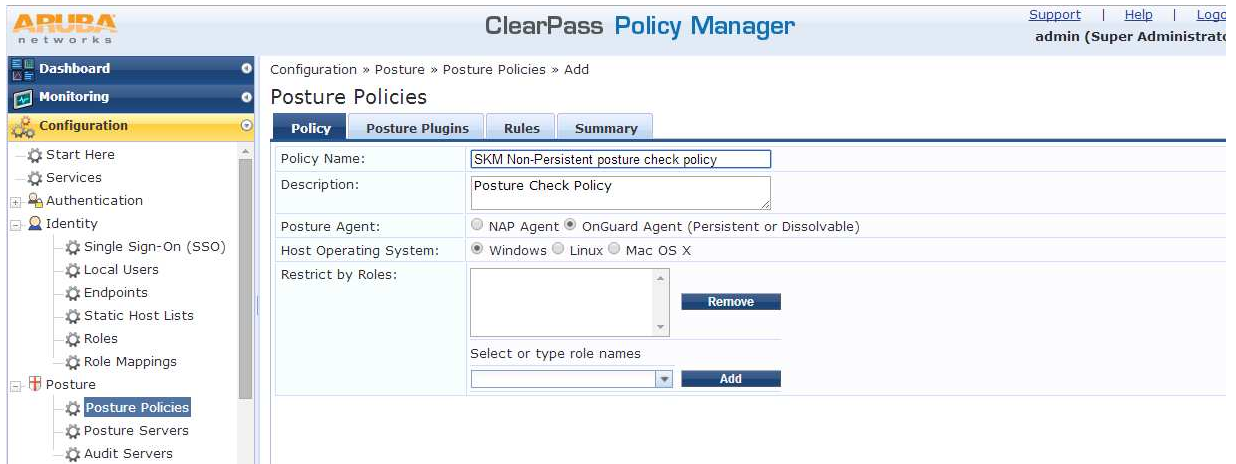 ARUBA
networks
ClearPass Policy Manager
Support | Help |
admin (Super
Dashboard
Monitoring
Configuration
Start Here
Services
Authentication
Identity
Single Sign-On (SSO)
Local Users
Endpoints
Static Host Lists
Roles
Role Mappings
Posture
Posture Policies
Posture Servers
Audit Servers
Configuration » Posture » Posture Policies » Add
Posture Policies
Policy Posture Plugins Rules Summary
Policy Name: SKM Non-Persistent posture check policy
Description: Posture Check Policy
Posture Agent: NAP Agent OnGuard Agent (Persistent or Dissolvable)
Host Operating System: Windows Linux Mac OS X
Restrict by Roles:
Remove
Select or type role names
Add